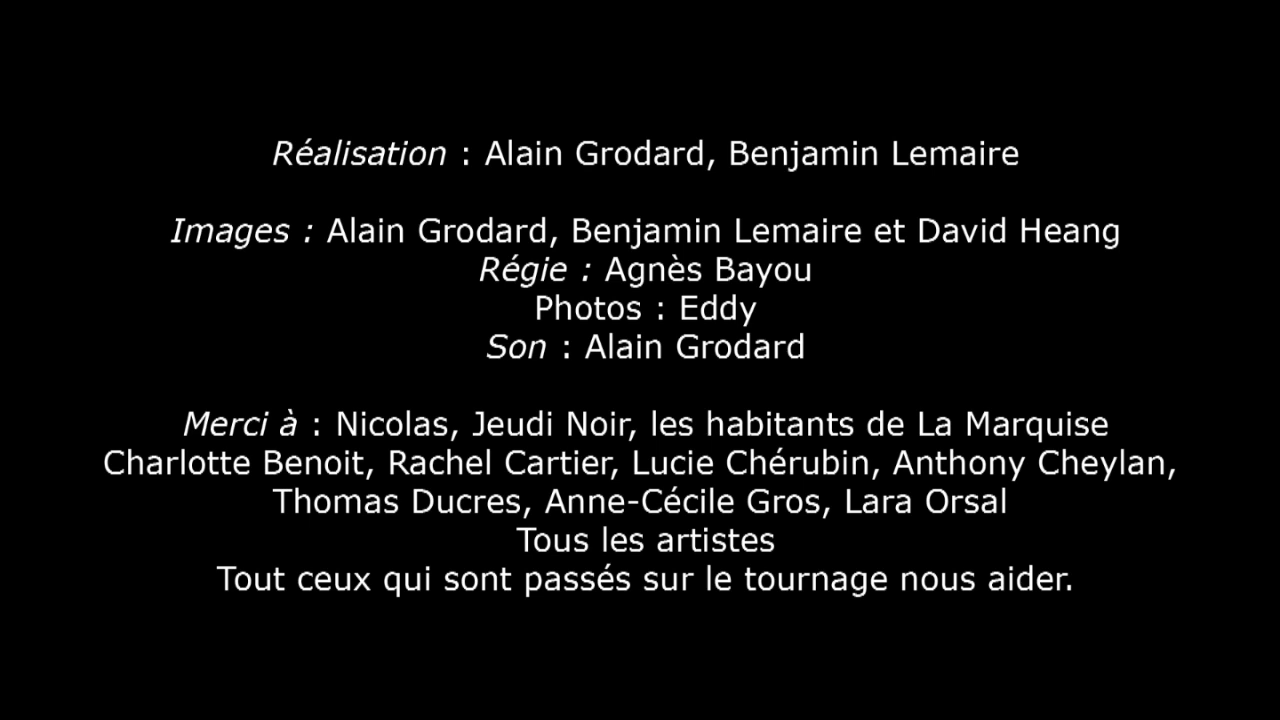 Réalisation : Alain Grodard, Benjamin Lemaire
Images : Alain Grodard, Benjamin Lemaire et David Heang
Régie : Agnès Bayou
Photos : Eddy
Son : Alain Grodard
Merci à : Nicolas, Jeudi Noir, les habitants de La Marquise
Charlotte Benoit, Rachel Cartier, Lucie Chérubin, Anthony Cheylan,
Thomas Ducres, Anne-Cécile Gros, Lara Orsal
Tous les artistes
Tout ceux qui sont passés sur le tournage nous aider.